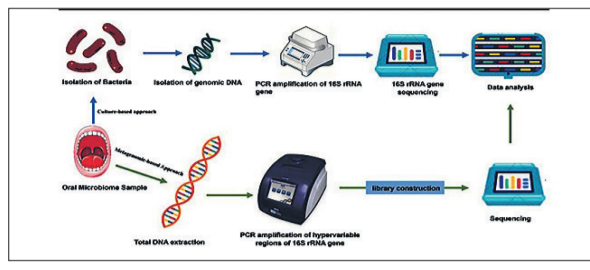 Isolation of Bacteria
Isolation of genomic DNA
PCR amplification of 16S rRNA
gene
16S rRNA gene
sequencing
Data analysis
Culture-based approach
Oral Microbiome Sample
Metagenomic-based Approach
Total DNA extraction
PCR amplification of hypervariable
regions of 16S rRNA gene
library construction
Sequencing